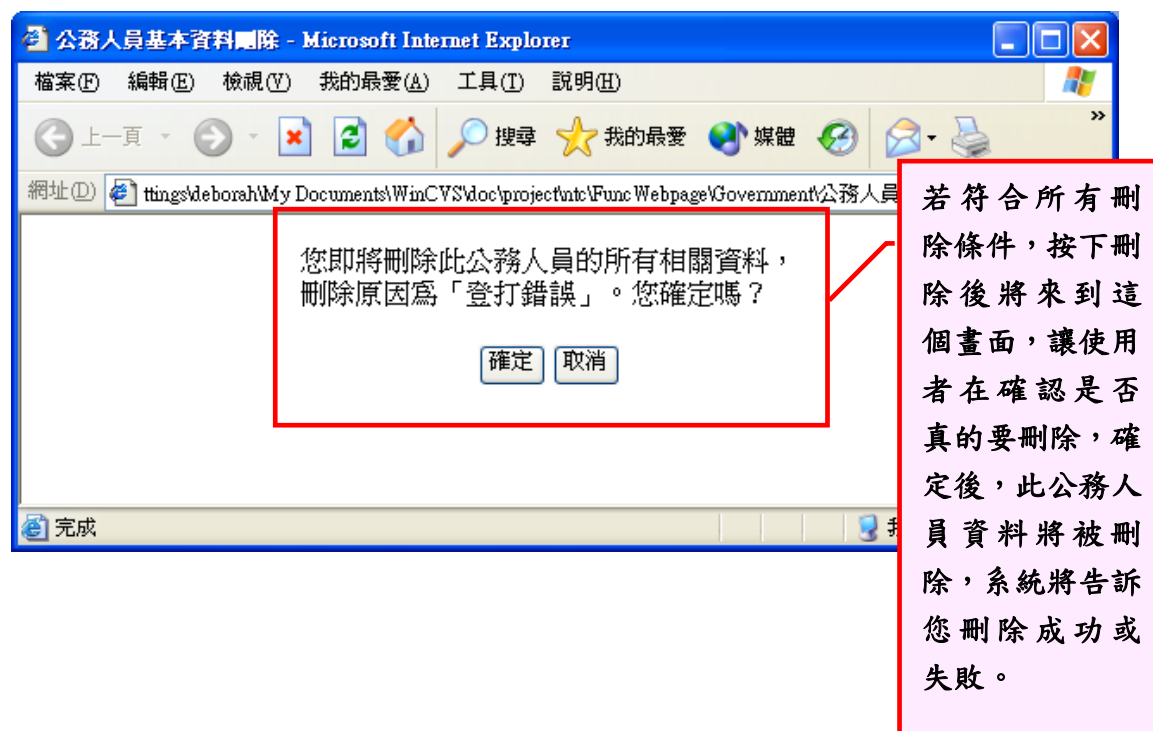 公務人員基本資料刪除 - Microsoft Internet Explorer
檔案(F) 編輯(E) 檢視(V) 我的最愛(A) 工具(T) 說明(H)
上一頁 搜尋 我的最愛 媒體 »
網址(D) ttings\deborah\My Documents\WinCVS\doc\project\ntc\FuncWebpage\Government\公務人員
您即將刪除此公務人員的所有相關資料，
刪除原因為「登打錯誤」。您確定嗎？
確定 取消
完成
若符合所有刪
除條件，按下刪
除後將來到這
個畫面，讓使用
者在確認是否
真的要刪除，確
定後，此公務人
員資料將被刪
除，系統將告訴
您刪除成功或
失敗。